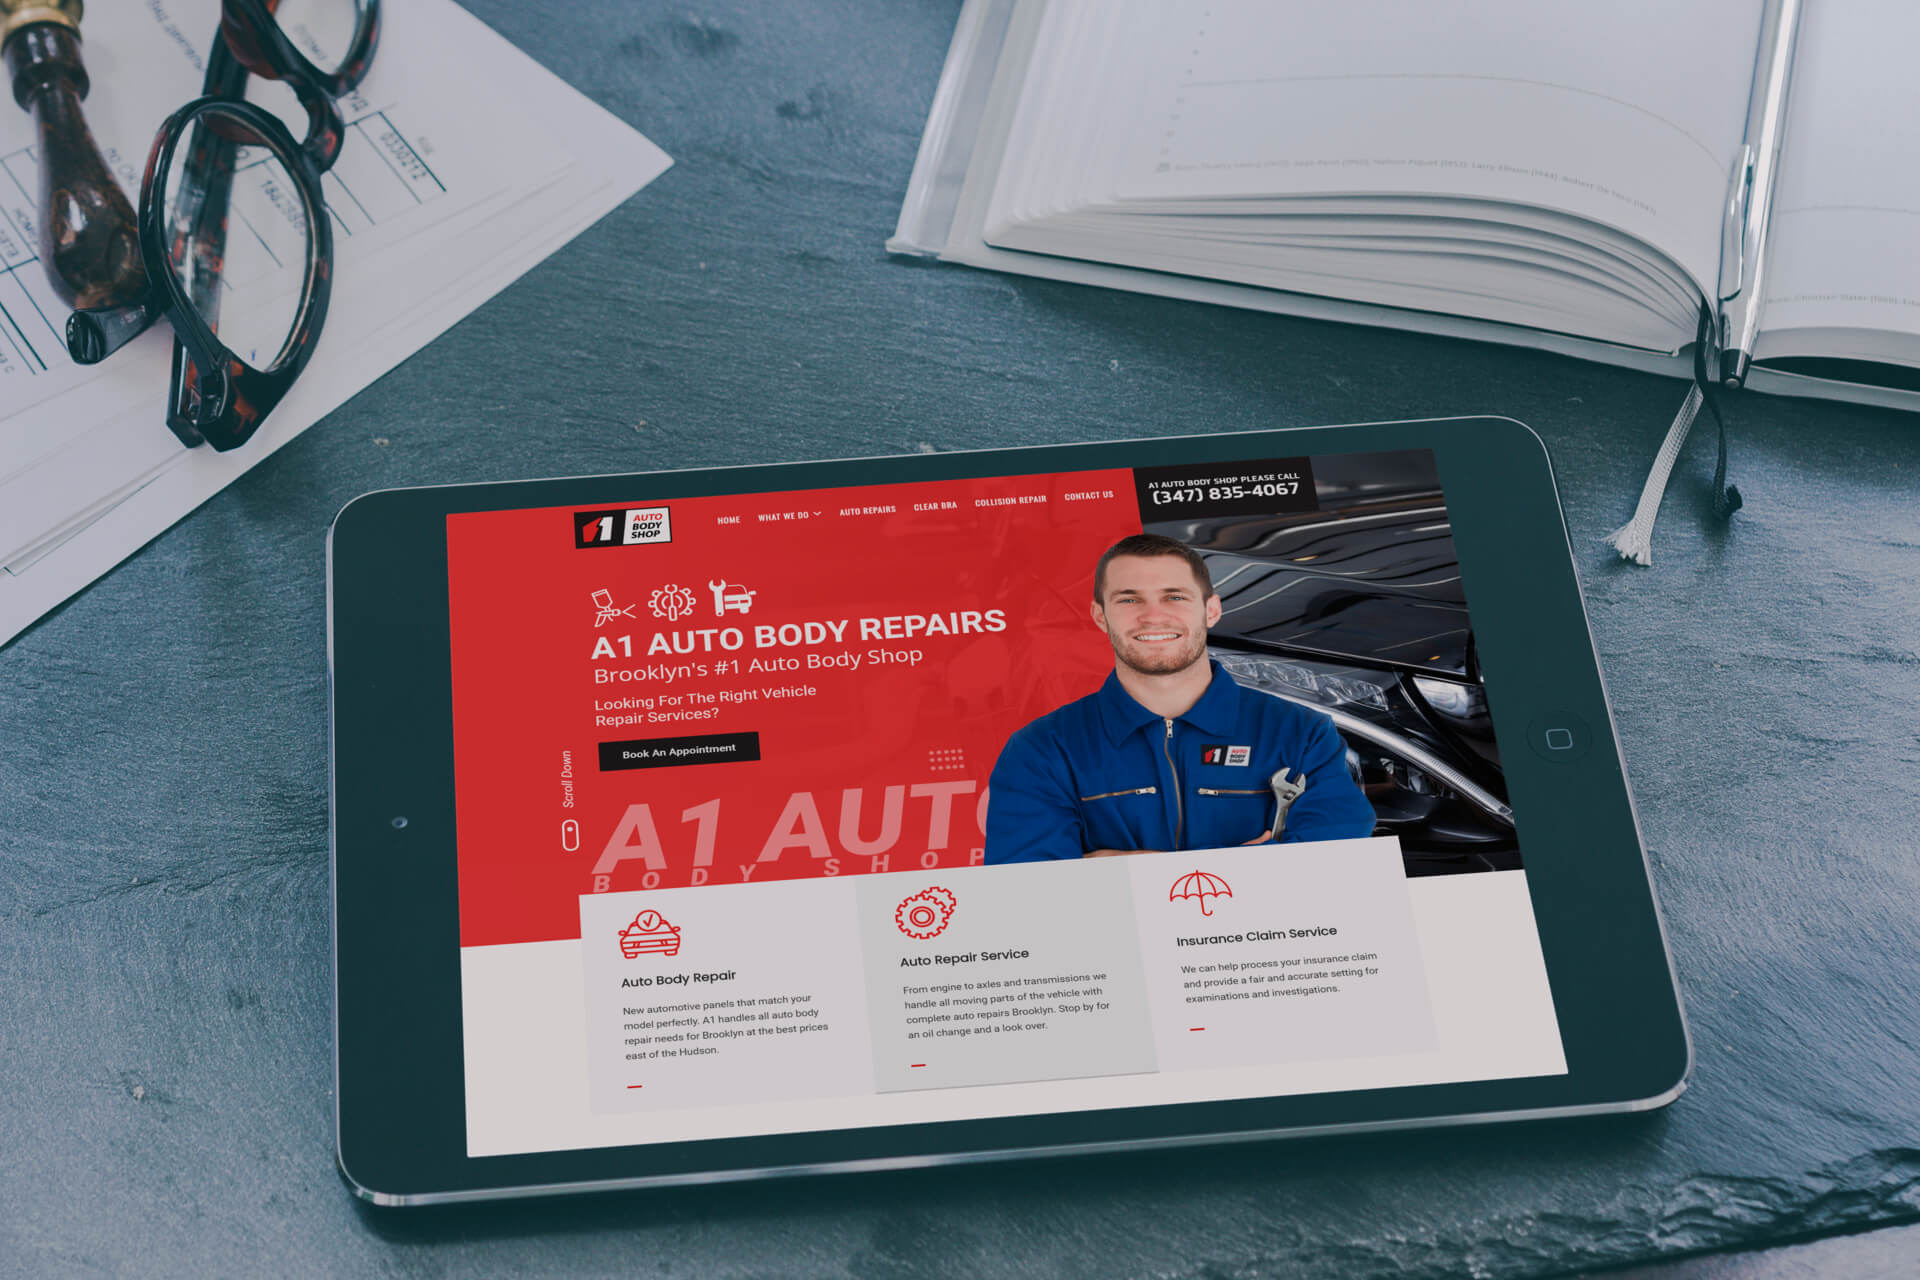 0330212
AUTO
BODY
SHOP
HOME
WHAT WE DO
AUTO REPAIRS
CLEAR BRA
COLLISION REPAIR
CONTACT US
A1 AUTO BODY SHOP PLEASE CALL
(347) 835-4067
A1 AUTO BODY REPAIRS
Brooklyn's #1 Auto Body Shop
Looking For The Right Vehicle
Repair Services?
Book An Appointment
Scroll Down
A1 AUTO
BODY SHOP
1 AUTO
BODY
SHOP
Auto Body Repair
New automotive panels that match your
model perfectly. A1 handles all auto body
repair needs for Brooklyn at the best prices
east of the Hudson.
Auto Repair Service
From engine to axles and transmissions we
handle all moving parts of the vehicle with
complete auto repairs Brooklyn. Stop by for
an oil change and a look over.
Insurance Claim Service
We can help process your insurance claim
and provide a fair and accurate setting for
examinations and investigations.